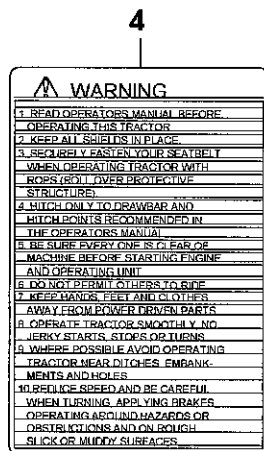 4
WARNING
1. READ OPERATORS MANUAL BEFORE
OPERATING THIS TRACTOR
2. KEEP ALL SHIELDS IN PLACE.
3. SECURELY FASTEN YOUR SEATBELT
WHEN OPERATING TRACTOR WITH
ROPS (ROLL OVER PROTECTIVE
STRUCTURE)
4. HITCH ONLY TO DRAWBAR AND
HITCH POINTS RECOMMENDED IN
THE OPERATORS MANUAL
5. BE SURE EVERY ONE IS CLEAR OF
MACHINE BEFORE STARTING ENGINE
AND OPERATING UNIT
6. DO NOT PERMIT OTHERS TO RIDE
7. KEEP HANDS, FEET AND CLOTHES
AWAY FROM POWER DRIVEN PARTS
8. OPERATE TRACTOR SMOOTHLY, NO
JERKY STARTS, STOPS OR TURNS
9. WHERE POSSIBLE AVOID OPERATING
TRACTOR NEAR DITCHES, EMBANK-
MENTS AND HOLES
10. REDUCE SPEED AND BE CAREFUL
WHEN TURNING, APPLYING BRAKES,
OPERATING AROUND HAZARDS OR
OBSTRUCTIONS AND ON ROUGH
SLICK OR MUDDY SURFACES